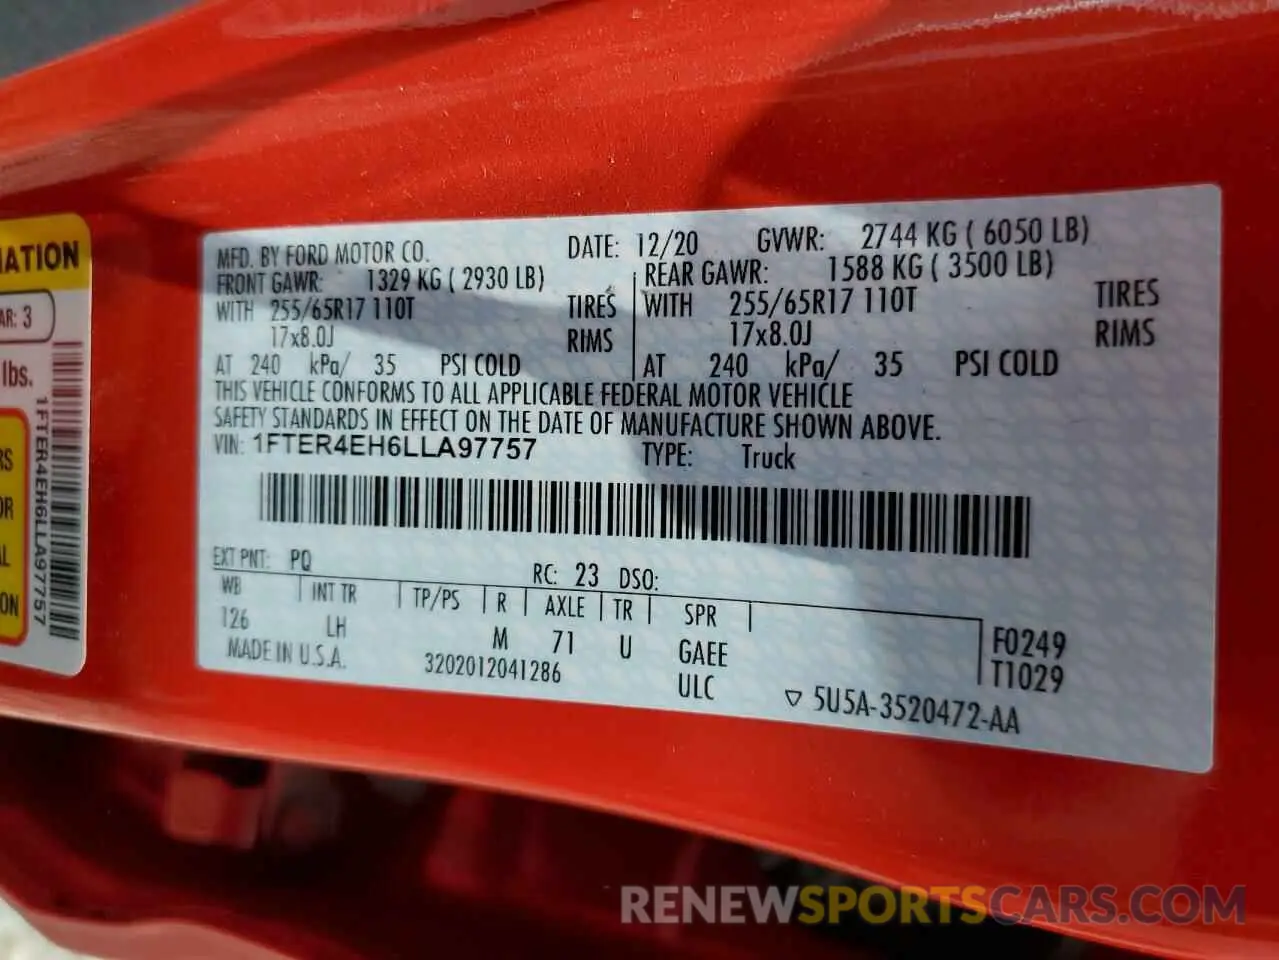 MFD. BY FORD MOTOR CO. DATE: 12/20 GVWR: 2744 KG ( 6050 LB)
FRONT GAWR: 1329 KG ( 2930 LB) REAR GAWR: 1588 KG ( 3500 LB)
WITH 255/65R17 110T TIRES WITH 255/65R17 110T TIRES
17x8.0J RIMS 17x8.0J RIMS
AT 240 kPa/ 35 PSI COLD AT 240 kPa/ 35 PSI COLD
THIS VEHICLE CONFORMS TO ALL APPLICABLE FEDERAL MOTOR VEHICLE
SAFETY STANDARDS IN EFFECT ON THE DATE OF MANUFACTURE SHOWN ABOVE.
VIN: 1FTER4EH6LLA97757 TYPE: Truck
EXT PNT: PQ RC: 23 DSO:
WB INT TR TP/PS R AXLE TR SPR
126 LH M 71 U GAEE F0249
MADE IN U.S.A. 3202012041286 ULC T1029
5U5A-3520472-AA
MATION
AR: 3
lbs.
RS
OR
AL
ON
1FTER4EH6LLA97757
RENEWSPORTSCARS.COM